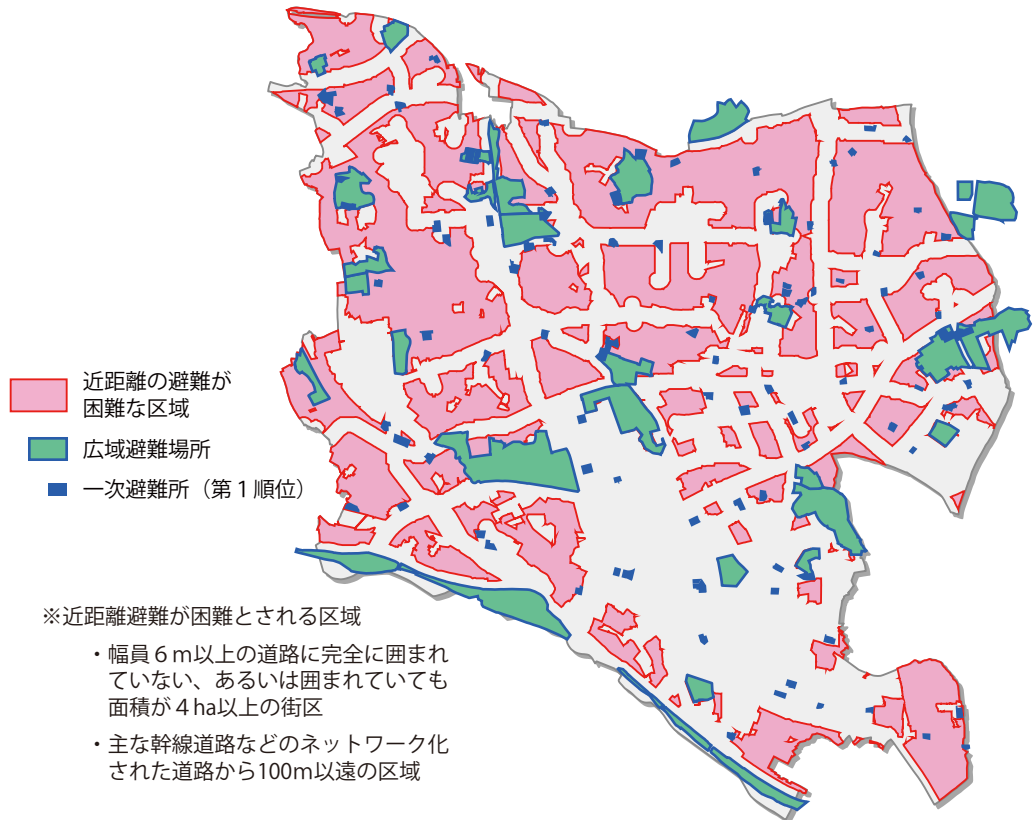 近距離の避難が
困難な区域
広域避難場所
一次避難所（第１順位）
※近距離避難が困難とされる区域
・幅員６ｍ以上の道路に完全に囲まれ
ていない、あるいは囲まれていても
面積が４ha以上の街区
・主な幹線道路などのネットワーク化
された道路から100ｍ以遠の区域